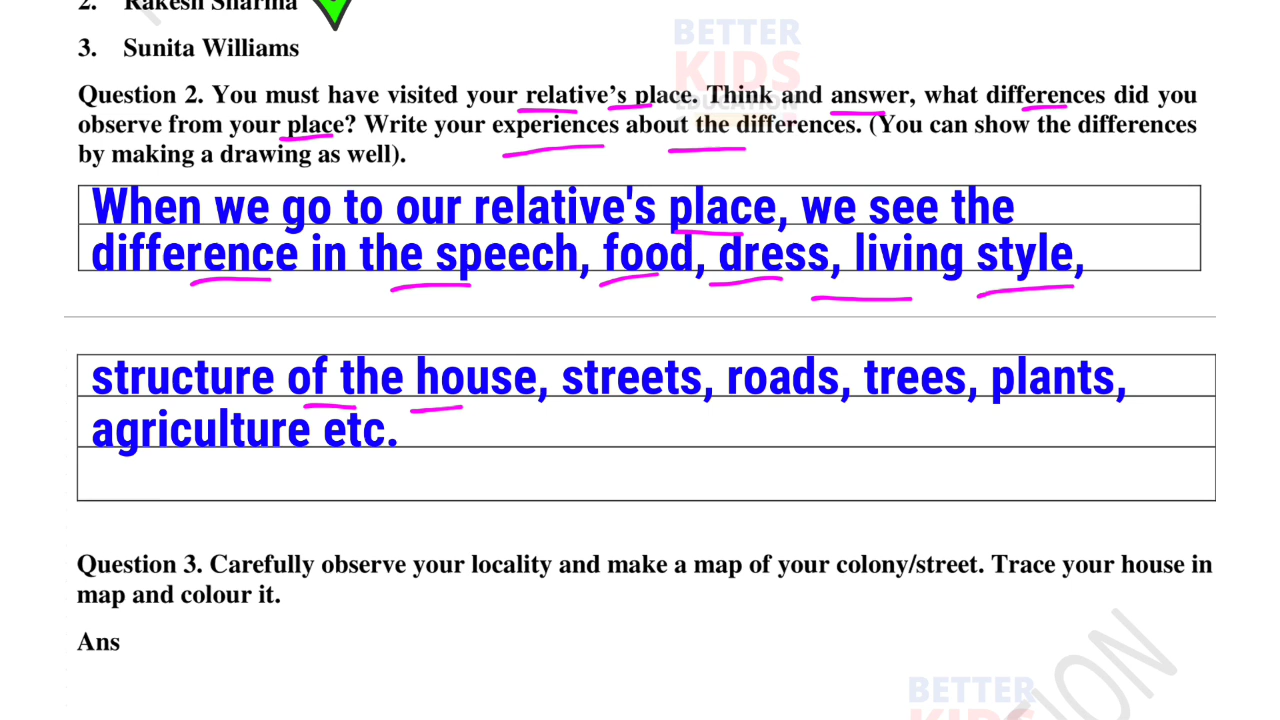 2. Rakesh Sharma
BETTER
3. Sunita Williams
KIDS
EDUCATION
Question 2. You must have visited your relative's place. Think and answer, what differences did you
observe from your place? Write your experiences about the differences. (You can show the differences
by making a drawing as well).
When we go to our relative's place, we see the
difference in the speech, food, dress, living style,
structure of the house, streets, roads, trees, plants,
agriculture etc.
Question 3. Carefully observe your locality and make a map of your colony/street. Trace your house in
map and colour it.
Ans
BETTER
KIDS